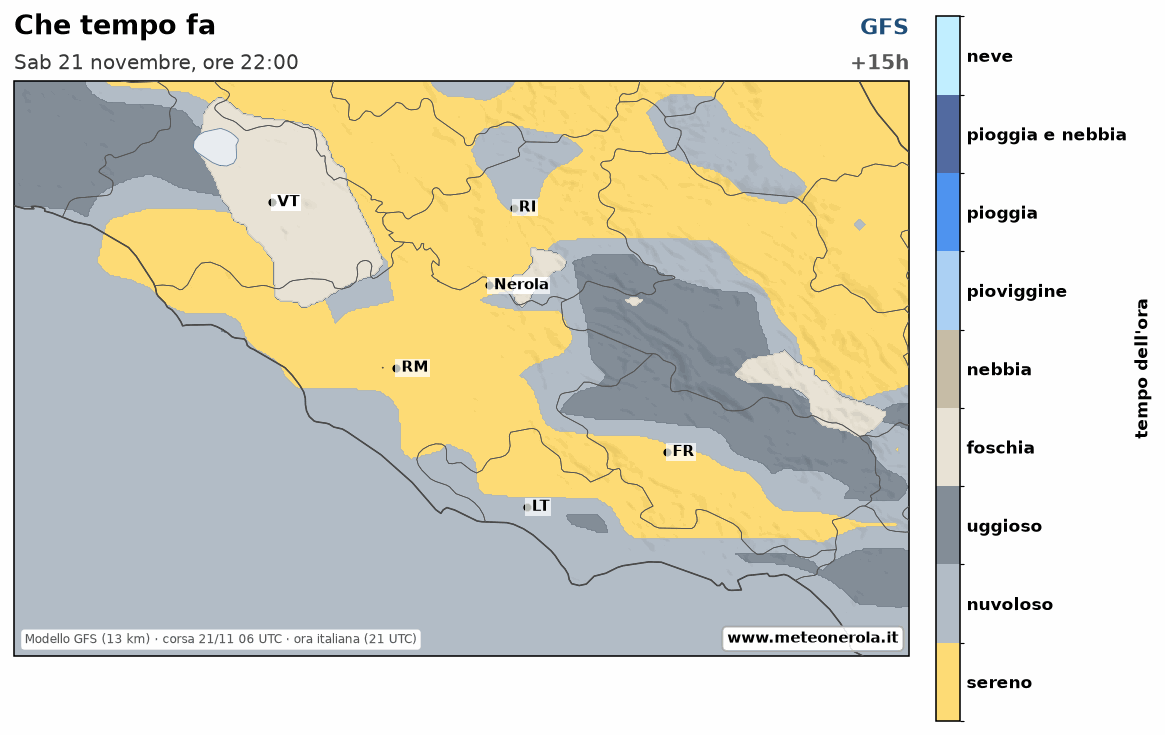 Che tempo fa
GFS
Sab 21 novembre, ore 22:00
+15h
neve
pioggia e nebbia
pioggia
pioviggine
nebbia
foschia
uggioso
nuvoloso
sereno
tempo dell'ora
VT
RI
Nerola
RM
FR
LT
Modello GFS (13 km) · corsa 21/11 06 UTC · ora italiana (21 UTC)
www.meteonerola.it